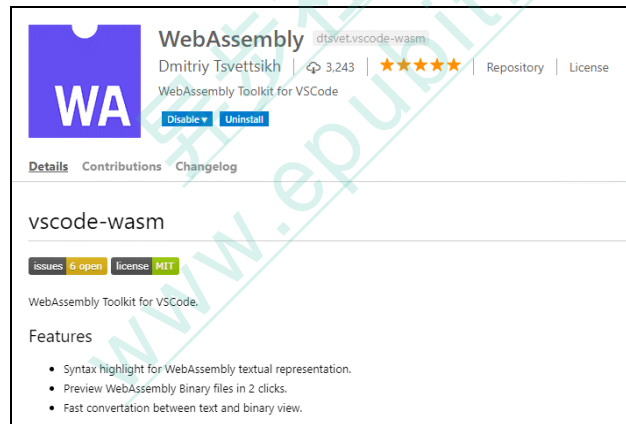 WebAssembly dtsvet.vscode-wasm
Dmitriy Tsvettsikh 3,243 Repository License
WebAssembly Toolkit for VSCode
WA
Disable Uninstall
Details Contributions Changelog
vscode-wasm
issues 6 open license MIT
WebAssembly Toolkit for VSCode.
Features
• Syntax highlight for WebAssembly textual representation.
• Preview WebAssembly Binary files in 2 clicks.
• Fast convertation between text and binary view.
www.epubit